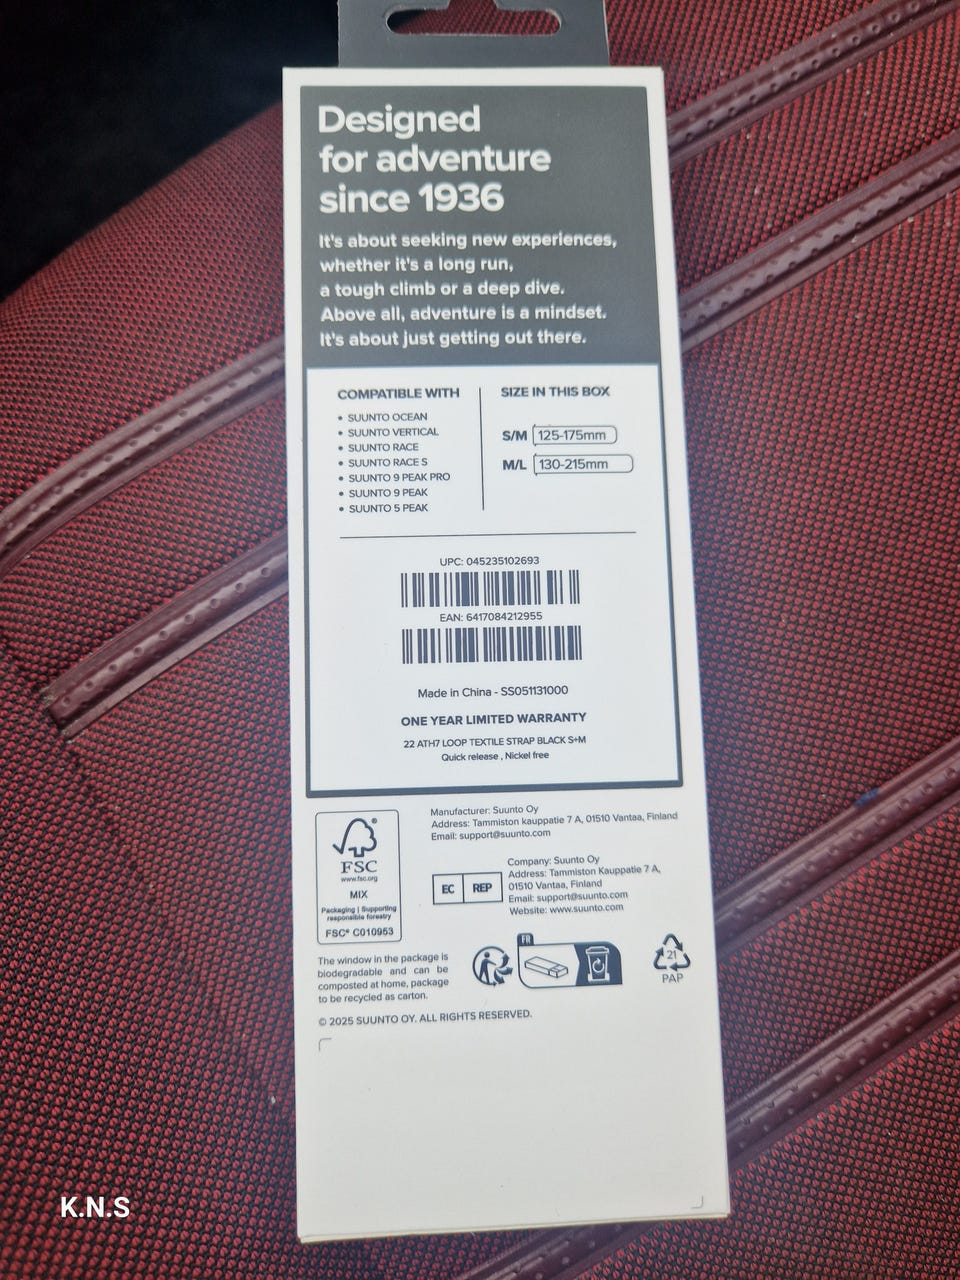 Designed
for adventure
since 1936
It's about seeking new experiences,
whether it's a long run,
a tough climb or a deep dive.
Above all, adventure is a mindset.
It's about just getting out there.
COMPATIBLE WITH
• SUUNTO OCEAN
• SUUNTO VERTICAL
• SUUNTO RACE
• SUUNTO RACE S
• SUUNTO 9 PEAK PRO
• SUUNTO 9 PEAK
• SUUNTO 5 PEAK
SIZE IN THIS BOX
S/M 125-175mm
M/L 130-215mm
UPC: 045235102693
EAN: 6417084212955
Made in China - SS051131000
ONE YEAR LIMITED WARRANTY
22 ATH7 LOOP TEXTILE STRAP BLACK S+M
Quick release , Nickel free
FSC®
www.fsc.org
MIX
Packaging | Supporting
responsible forestry
FSC® C010953
Manufacturer: Suunto Oy
Address: Tammiston kauppatie 7 A, 01510 Vantaa, Finland
Email: support@suunto.com
EC REP
Company: Suunto Oy
Address: Tammiston Kauppatie 7 A,
01510 Vantaa, Finland
Email: support@suunto.com
Website: www.suunto.com
The window in the package is
biodegradable and can be
composted at home, package
to be recycled as carton.
FR
21
PAP
© 2025 SUUNTO OY. ALL RIGHTS RESERVED.
K.N.S